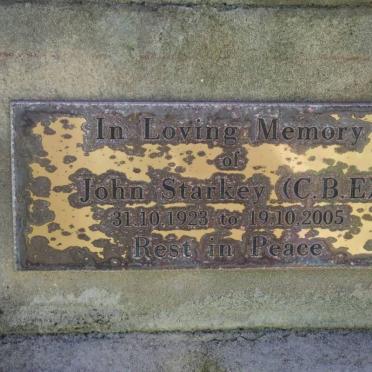 In Loving Memory
of
John Starkey (C.B.E)
31.10.1923 to 19.10.2005
Rest in Peace